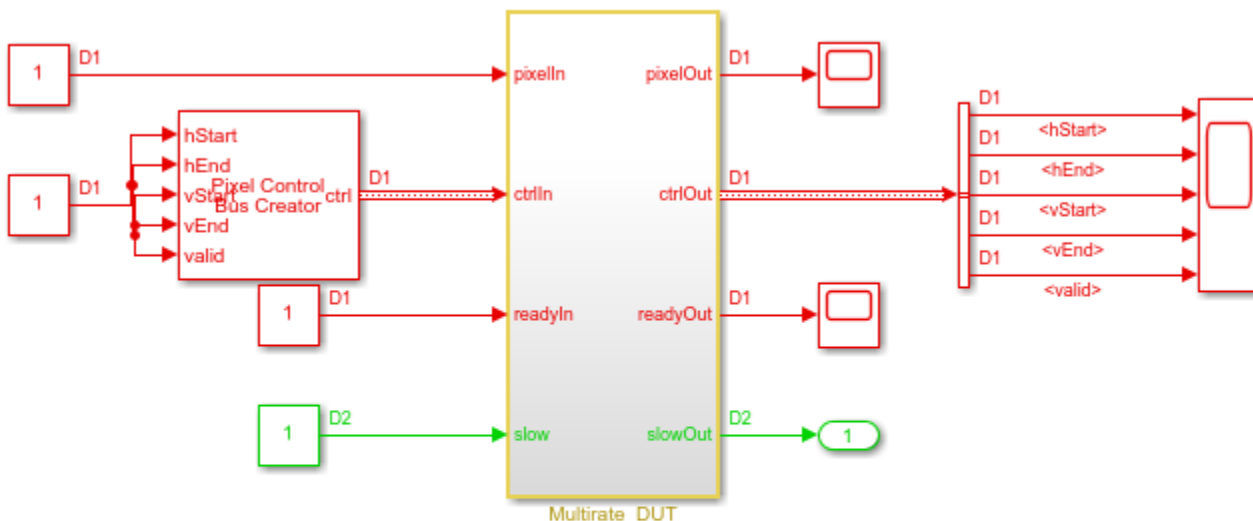 1
D1
pixelIn
pixelOut
D1
1
D1
hStart
hEnd
vStart
vEnd
valid
Pixel Control
Bus Creator
ctrl
D1
ctrlIn
ctrlOut
D1
D1
<hStart>
D1
<hEnd>
D1
<vStart>
D1
<vEnd>
D1
<valid>
1
D1
readyIn
readyOut
D1
1
D2
slow
slowOut
D2
1
Multirate_DUT